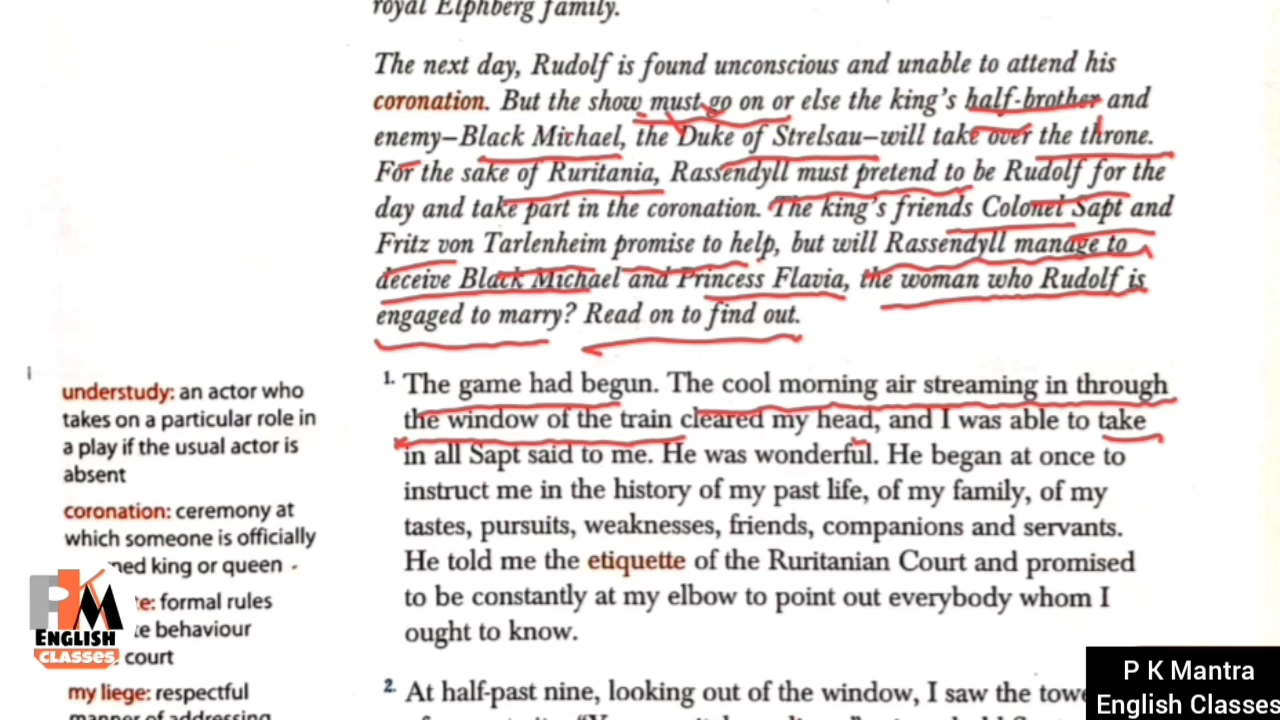 royal Elphberg family.
The next day, Rudolf is found unconscious and unable to attend his
coronation. But the show must go on or else the king's half-brother and
enemy—Black Michael, the Duke of Strelsau—will take over the throne.
For the sake of Ruritania, Rassendyll must pretend to be Rudolf for the
day and take part in the coronation. The king's friends Colonel Sapt and
Fritz von Tarlenheim promise to help, but will Rassendyll manage to
deceive Black Michael and Princess Flavia, the woman who Rudolf is
engaged to marry? Read on to find out.
understudy: an actor who
takes on a particular role in
a play if the usual actor is
absent
coronation: ceremony at
which someone is officially
king or queen
formal rules
behaviour
court
my liege: respectful
manner of addressing
1. The game had begun. The cool morning air streaming in through
the window of the train cleared my head, and I was able to take
in all Sapt said to me. He was wonderful. He began at once to
instruct me in the history of my past life, of my family, of my
tastes, pursuits, weaknesses, friends, companions and servants.
He told me the etiquette of the Ruritanian Court and promised
to be constantly at my elbow to point out everybody whom I
ought to know.
2. At half-past nine, looking out of the window, I saw the
PKM
ENGLISH
CLASSES
P K Mantra
English Classes